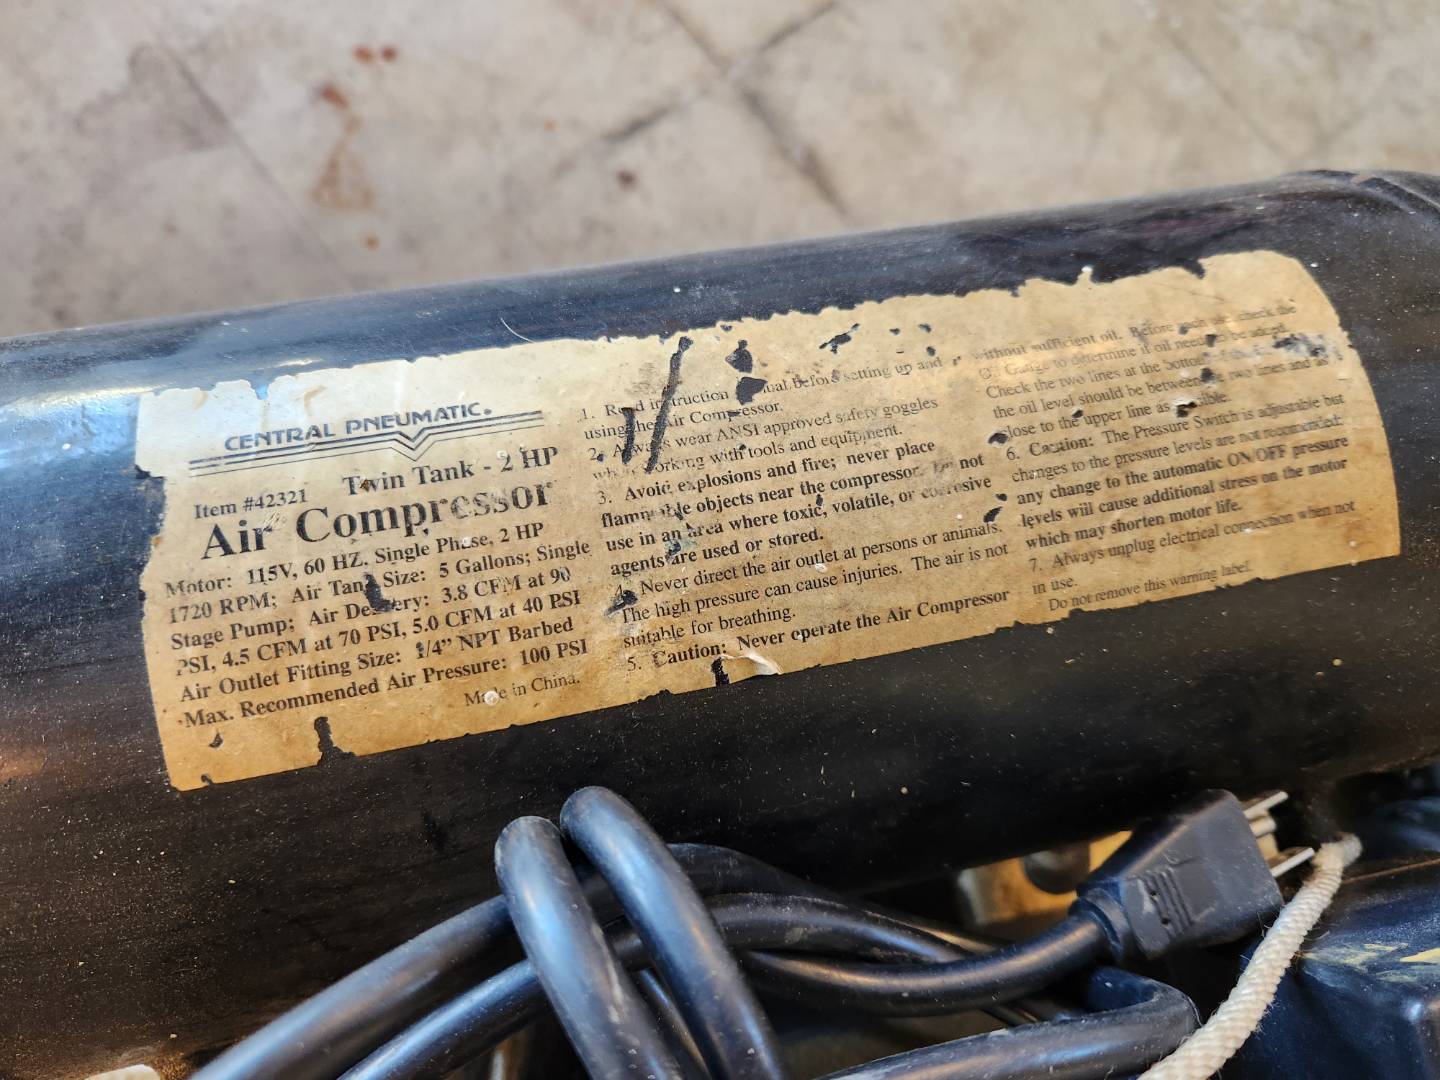 CENTRAL PNEUMATIC.
Twin Tank - 2 HP
Item #42321
Air Compressor
Motor: 115V, 60 HZ, Single Phase, 2 HP
1720 RPM; Air Tank Size: 5 Gallons; Single
Stage Pump; Air Delivery: 3.8 CFM at 90
PSI, 4.5 CFM at 70 PSI, 5.0 CFM at 40 PSI
Air Outlet Fitting Size: 1/4" NPT Barbed
Max. Recommended Air Pressure: 100 PSI
Made in China.
1. Read instruction manual before setting up and
using the Air Compressor.
2. Always wear ANSI approved safety goggles
when working with tools and equipment.
3. Avoid explosions and fire; never place
flammable objects near the compressor. Do not
use in an area where toxic, volatile, or corrosive
agents are used or stored.
4. Never direct the air outlet at persons or animals.
The high pressure can cause injuries. The air is not
suitable for breathing.
5. Caution: Never operate the Air Compressor
without sufficient oil. Before each use, check the
Gauge to determine if oil needs to be added.
Check the two lines at the bottom
the oil level should be between the two lines and as
close to the upper line as possible.
6. Caution: The Pressure Switch is adjustable but
changes to the pressure levels are not recomended;
any change to the automatic ON/OFF pressure
levels will cause additional stress on the motor
which may shorten motor life.
7. Always unplug electrical connection when not
in use.
Do not remove this warning label.